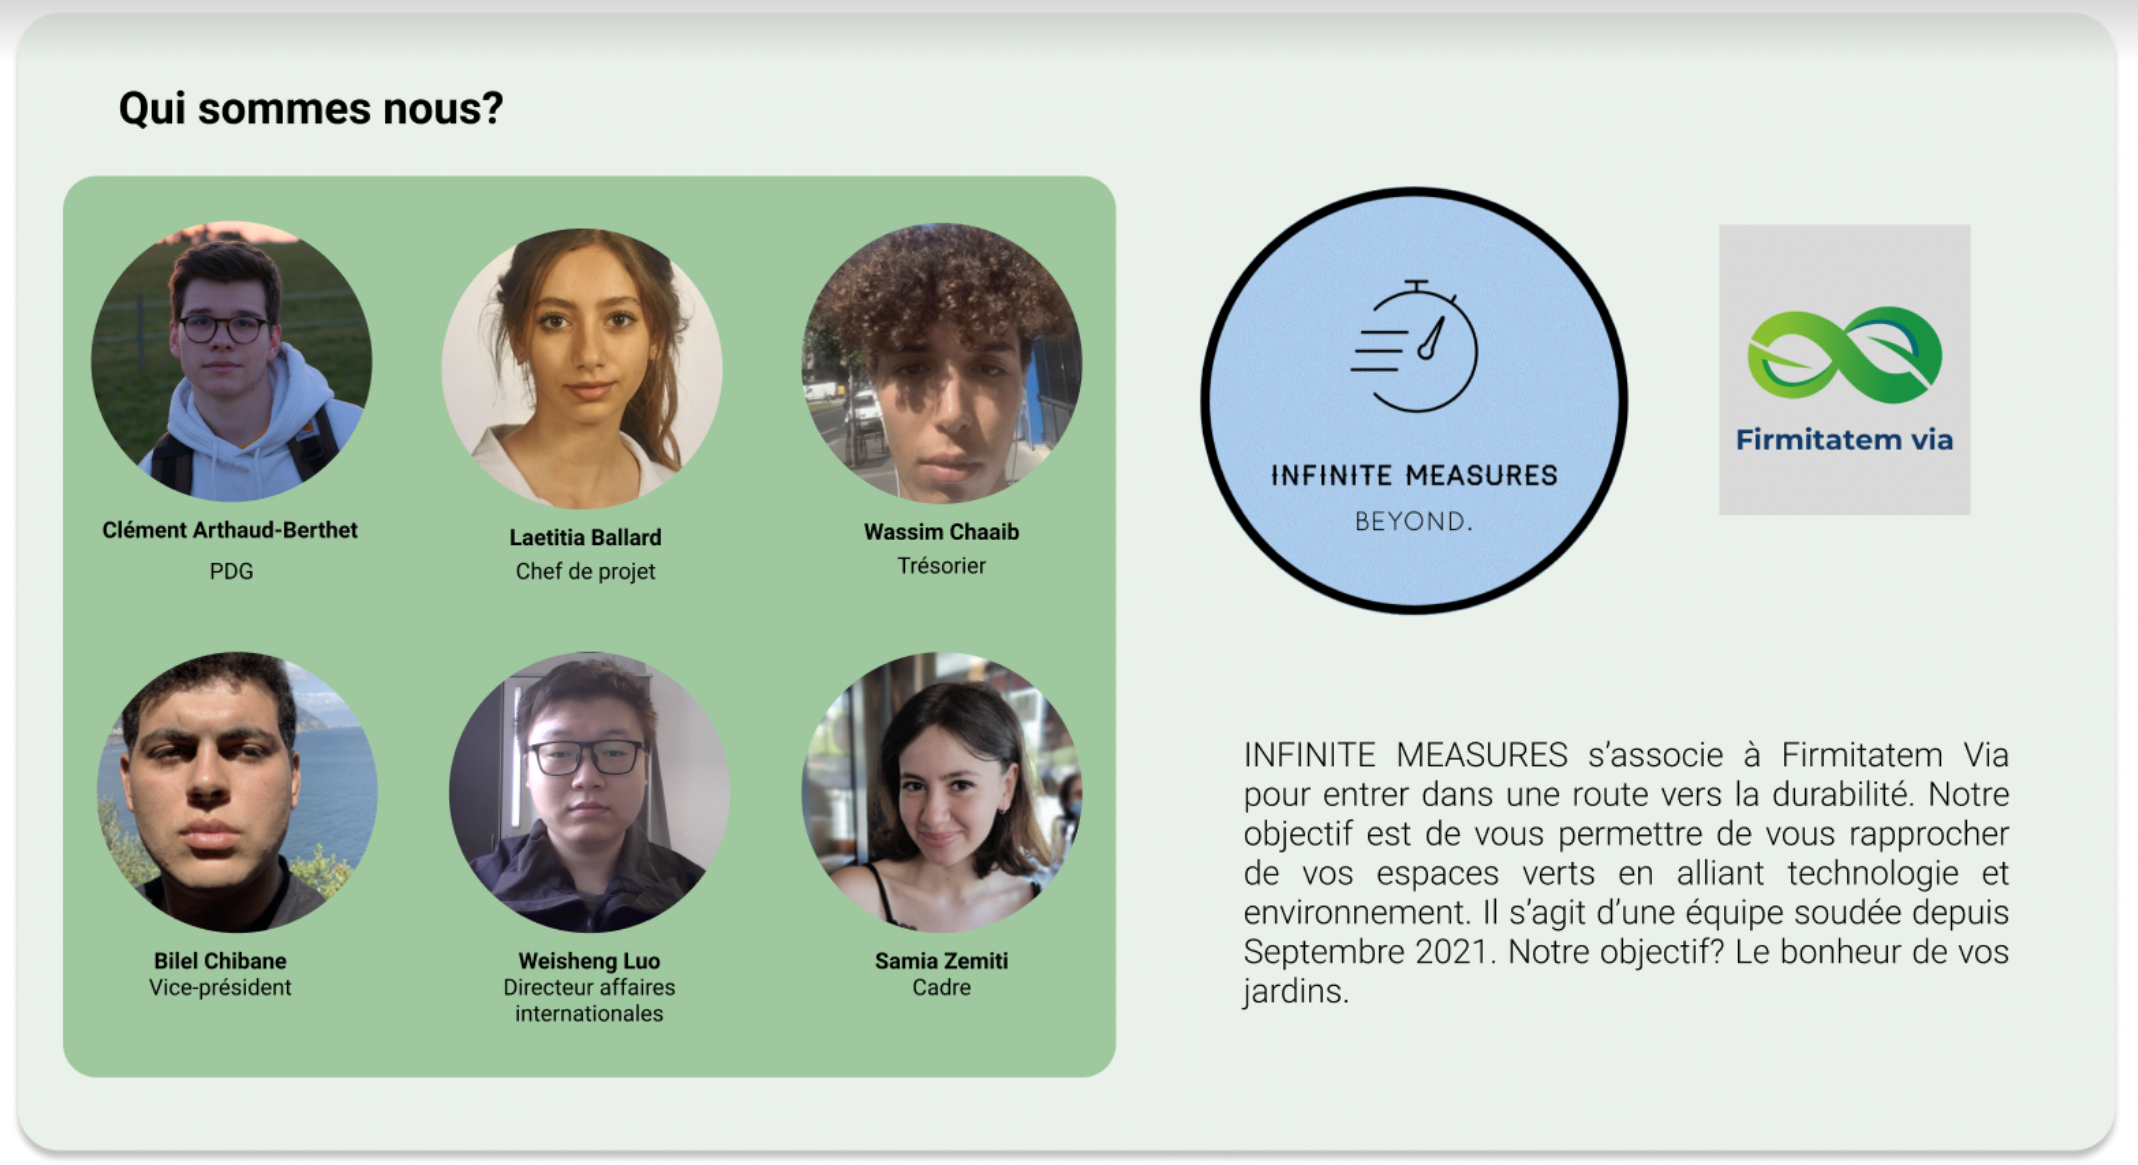 Qui sommes nous?
Clément Arthaud-Berthet
PDG
Laetitia Ballard
Chef de projet
Wassim Chaaib
Trésorier
Bilel Chibane
Vice-président
Weisheng Luo
Directeur affaires
internationales
Samia Zemiti
Cadre
INFINITE MEASURES
BEYOND.
Firmitatem via
INFINITE MEASURES s’associe à Firmitatem Via
pour entrer dans une route vers la durabilité. Notre
objectif est de vous permettre de vous rapprocher
de vos espaces verts en alliant technologie et
environnement. Il s’agit d’une équipe soudée depuis
Septembre 2021. Notre objectif? Le bonheur de vos
jardins.